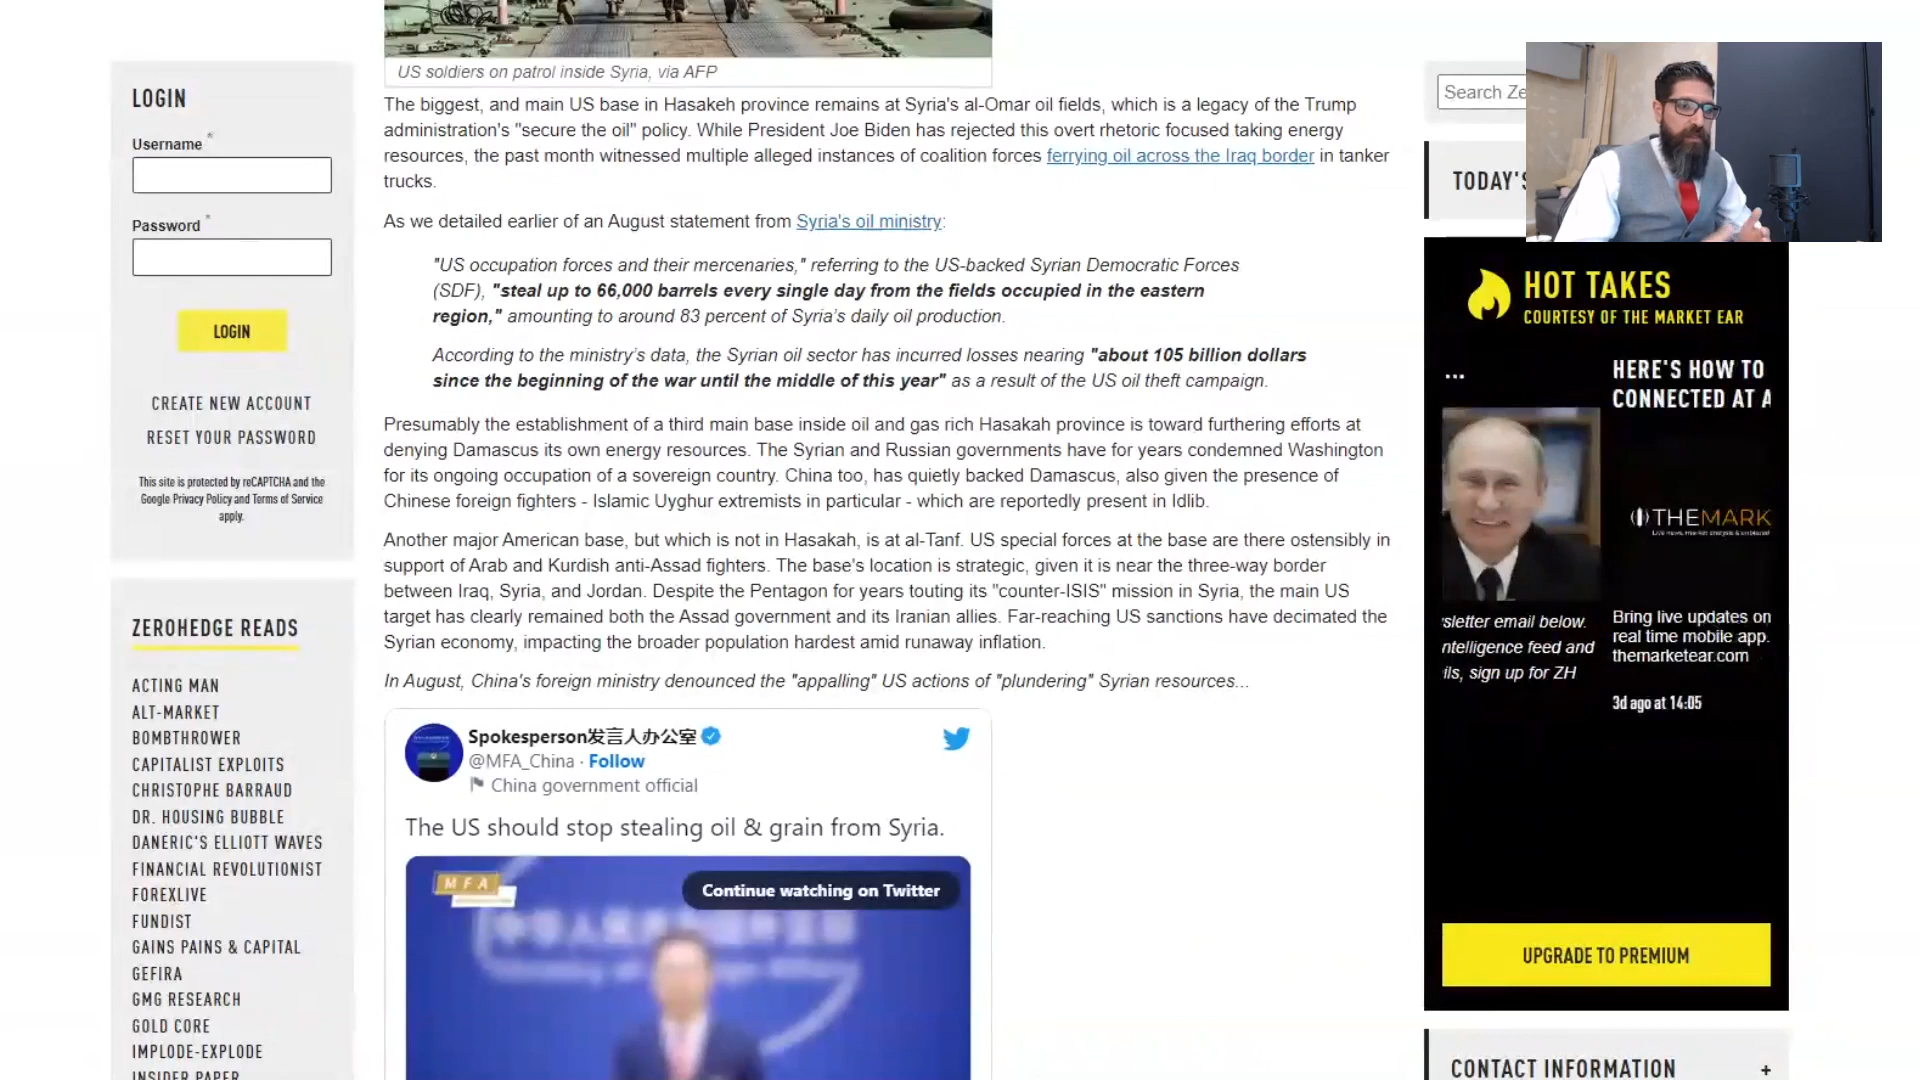 US soldiers on patrol inside Syria, via AFP
The biggest, and main US base in Hasakeh province remains at Syria's al-Omar oil fields, which is a legacy of the Trump
administration's "secure the oil" policy. While President Joe Biden has rejected this overt rhetoric focused taking energy
resources, the past month witnessed multiple alleged instances of coalition forces ferrying oil across the Iraq border in tanker
trucks.
As we detailed earlier of an August statement from Syria's oil ministry:
"US occupation forces and their mercenaries," referring to the US-backed Syrian Democratic Forces
(SDF), "steal up to 66,000 barrels every single day from the fields occupied in the eastern
region," amounting to around 83 percent of Syria's daily oil production.
According to the ministry's data, the Syrian oil sector has incurred losses nearing "about 105 billion dollars
since the beginning of the war until the middle of this year" as a result of the US oil theft campaign.
Presumably the establishment of a third main base inside oil and gas rich Hasakah province is toward furthering efforts at
denying Damascus its own energy resources. The Syrian and Russian governments have for years condemned Washington
for its ongoing occupation of a sovereign country. China too, has quietly backed Damascus, also given the presence of
Chinese foreign fighters - Islamic Uyghur extremists in particular - which are reportedly present in Idlib.
Another major American base, but which is not in Hasakah, is at al-Tanf. US special forces at the base are there ostensibly in
support of Arab and Kurdish anti-Assad fighters. The base's location is strategic, given it is near the three-way border
between Iraq, Syria, and Jordan. Despite the Pentagon for years touting its "counter-ISIS" mission in Syria, the main US
target has clearly remained both the Assad government and its Iranian allies. Far-reaching US sanctions have decimated the
Syrian economy, impacting the broader population hardest amid runaway inflation.
In August, China's foreign ministry denounced the "appalling" US actions of "plundering" Syrian resources...
Spokesperson发言人办公室
@MFA_China · Follow
China government official
The US should stop stealing oil & grain from Syria.
MFA
Continue watching on Twitter
LOGIN
Username *
Password *
LOGIN
CREATE NEW ACCOUNT
RESET YOUR PASSWORD
This site is protected by reCAPTCHA and the
Google Privacy Policy and Terms of Service
apply.
ZEROHEDGE READS
ACTING MAN
ALT-MARKET
BOMBTHROWER
CAPITALIST EXPLOITS
CHRISTOPHE BARRAUD
DR. HOUSING BUBBLE
DANERIC'S ELLIOTT WAVES
FINANCIAL REVOLUTIONIST
FOREXLIVE
FUNDIST
GAINS PAINS & CAPITAL
GEFIRA
GMG RESEARCH
GOLD CORE
IMPLODE-EXPLODE
INSIDER PAPER
Search Ze
TODAY'S
HOT TAKES
COURTESY OF THE MARKET EAR
...
sletter email below.
ntelligence feed and
ils, sign up for ZH
HERE'S HOW TO
CONNECTED AT A
THEMARK
Bring live updates on
real time mobile app.
themarketear.com
3d ago at 14:05
UPGRADE TO PREMIUM
CONTACT INFORMATION +